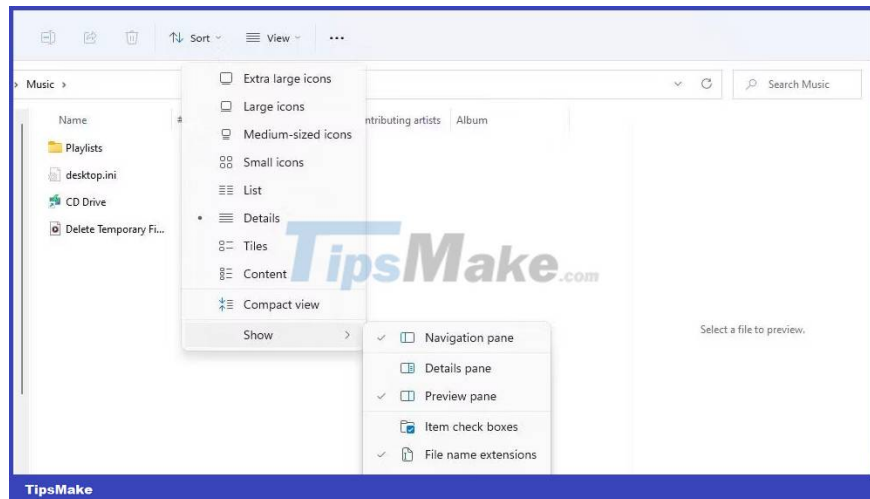 Sort
View
Music
Search Music
Name
#
ntributing artists
Album
Playlists
desktop.ini
CD Drive
Delete Temporary Fi...
Extra large icons
Large icons
Medium-sized icons
Small icons
List
Details
Tiles
Content
Compact view
Show
Navigation pane
Details pane
Preview pane
Item check boxes
File name extensions
Select a file to preview.
TipsMake.com
TipsMake